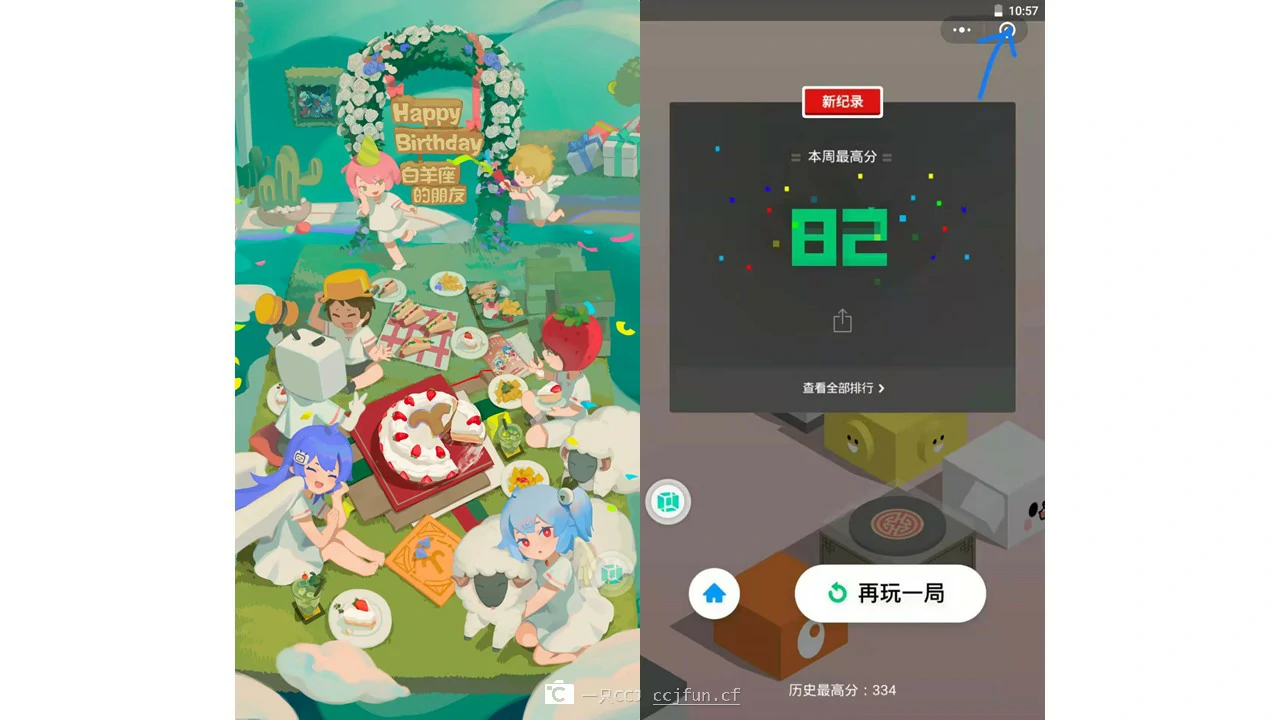 Happy
Birthday
白羊座
的朋友
10:57
新纪录
本周最高分
82
查看全部排行
再玩一局
历史最高分：334
一只CC
ccjfun.cf